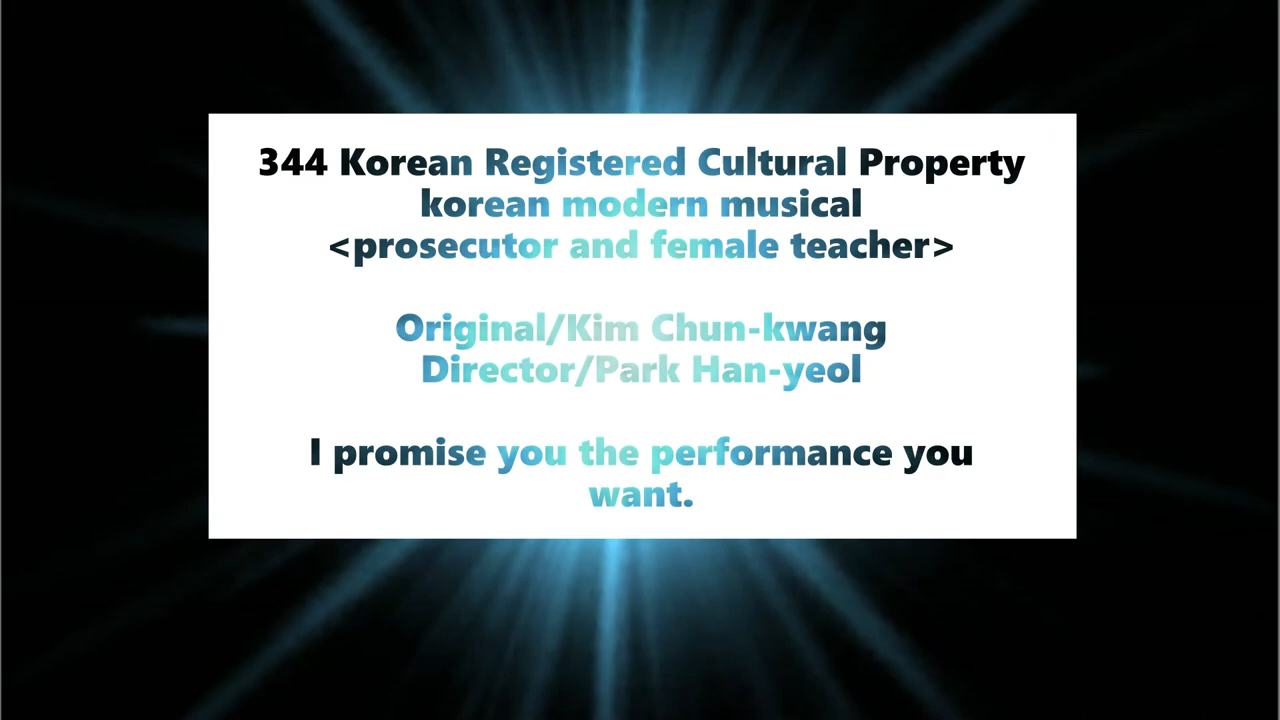 344 Korean Registered Cultural Property
korean modern musical
<prosecutor and female teacher>
Original/Kim Chun-kwang
Director/Park Han-yeol
I promise you the performance you
want.